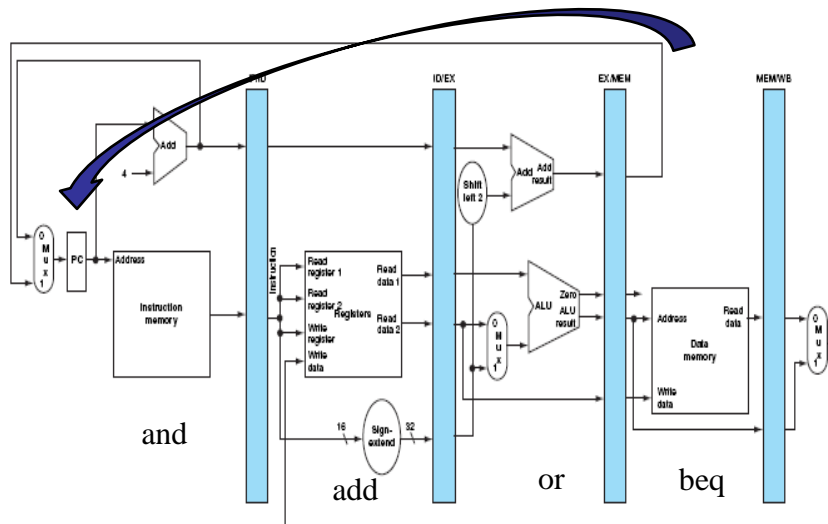 ID/EX
EX/MEM
MEM/WB
Add
4
Add
Add
result
Shift
left 2
0
M
u
x
1
PC
Address
Instruction
memory
Instruction
Read
register 1
Read
register 2
Write
register
Write
data
Registers
Read
data 1
Read
data 2
0
M
u
x
1
Zero
ALU
ALU
result
Address
Read
data
Data
memory
Write
data
0
M
u
x
1
16
Sign-
extend
32
and
add
or
beq